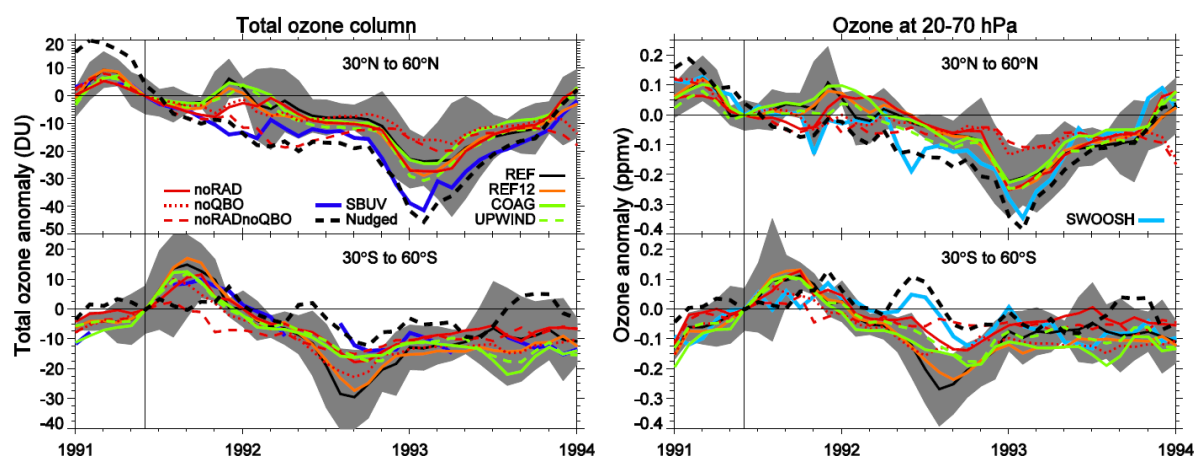 Total ozone column
Ozone at 20-70 hPa
Total ozone anomaly (DU)
20
10
0
-10
-20
-30
-40
-50
30°N to 60°N
noRAD
noQBO
noRADnoQBO
SBUV
Nudged
REF
REF12
COAG
UPWIND
20
10
0
-10
-20
-30
-40
30°S to 60°S
1991
1992
1993
1994
Ozone anomaly (ppmv)
0.2
0.1
0.0
-0.1
-0.2
-0.3
-0.4
30°N to 60°N
SWOOSH
0.2
0.1
0.0
-0.1
-0.2
-0.3
-0.4
30°S to 60°S
1991
1992
1993
1994